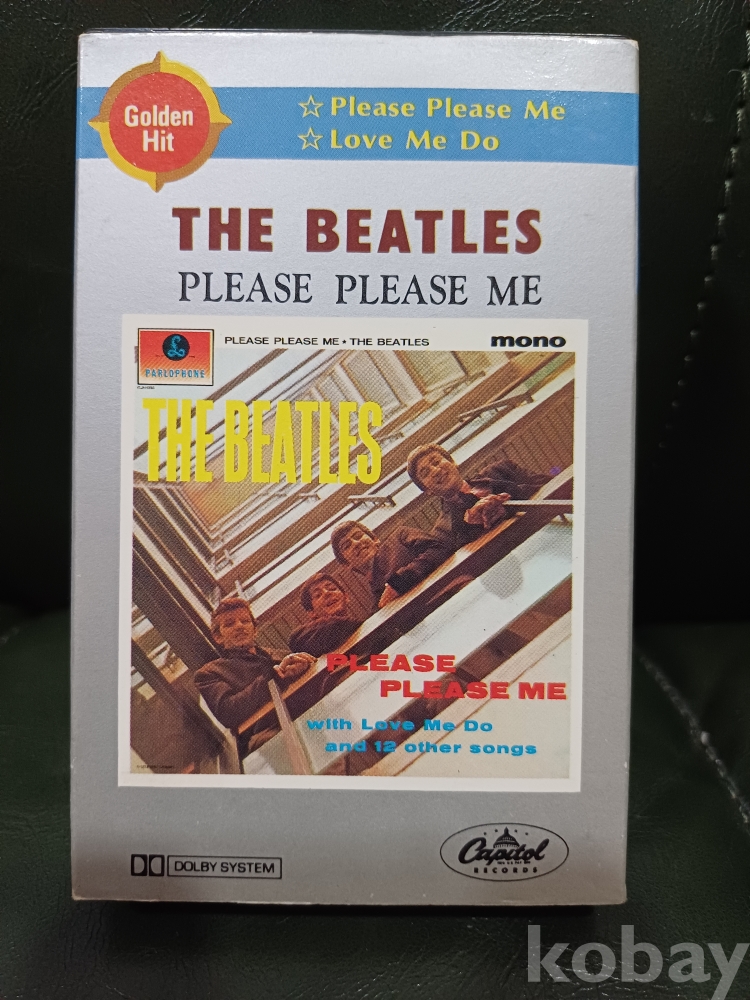 Golden
Hit
☆ Please Please Me
☆ Love Me Do
THE BEATLES
PLEASE PLEASE ME
PARLOPHONE
PLEASE PLEASE ME ★ THE BEATLES
mono
THE BEATLES
PLEASE
PLEASE ME
with Love Me Do
and 12 other songs
DOLBY SYSTEM
Capitol
RECORDS
kobay